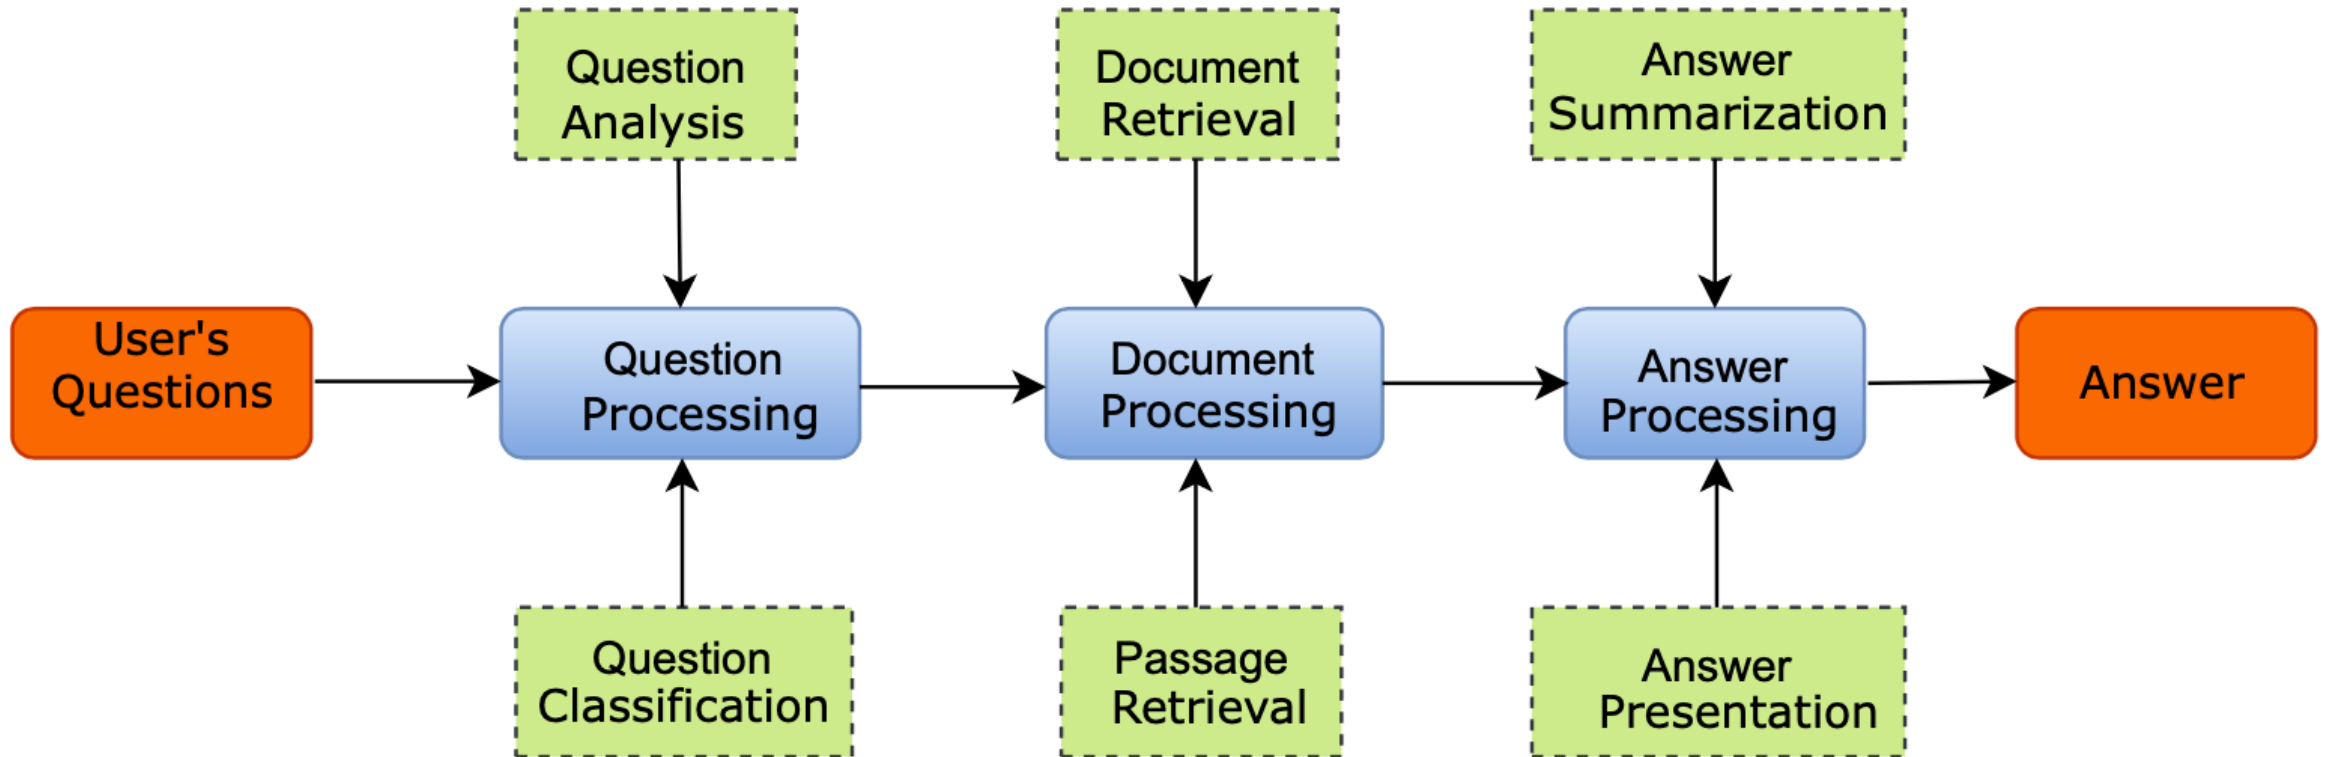 Question
Analysis
Document
Retrieval
Answer
Summarization
User's
Questions
Question
Processing
Document
Processing
Answer
Processing
Answer
Question
Classification
Passage
Retrieval
Answer
Presentation